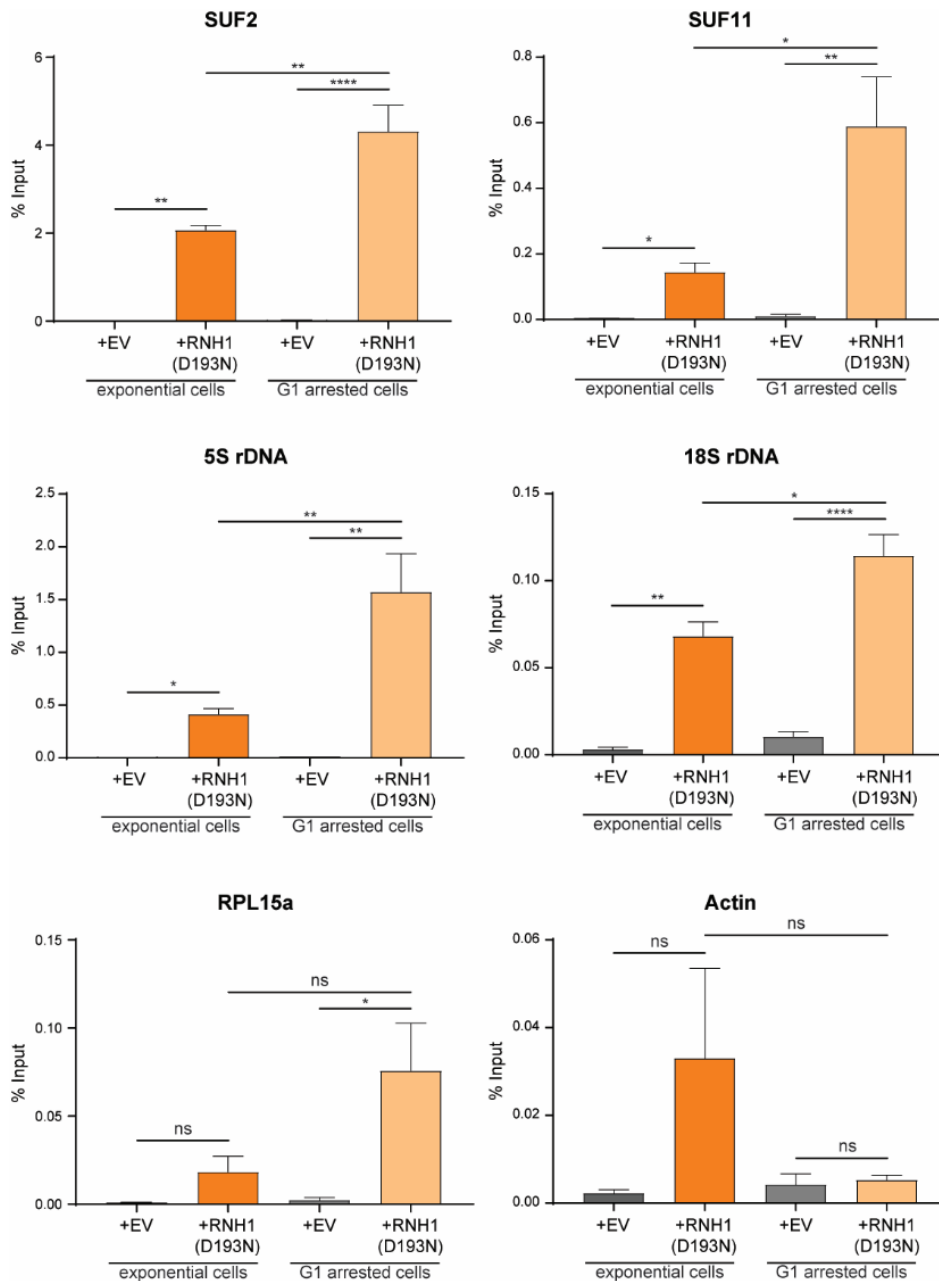 SUF2
% Input
6
4
2
0
**
****
**
+EV +RNH1 +EV +RNH1
(D193N) (D193N)
exponential cells G1 arrested cells
SUF11
% Input
0.8
0.6
0.4
0.2
0.0
*
**
*
+EV +RNH1 +EV +RNH1
(D193N) (D193N)
exponential cells G1 arrested cells
5S rDNA
% Input
2.5
2.0
1.5
1.0
0.5
0.0
**
**
*
+EV +RNH1 +EV +RNH1
(D193N) (D193N)
exponential cells G1 arrested cells
18S rDNA
% Input
0.15
0.10
0.05
0.00
*
****
**
+EV +RNH1 +EV +RNH1
(D193N) (D193N)
exponential cells G1 arrested cells
RPL15a
% Input
0.15
0.10
0.05
0.00
ns
*
ns
+EV +RNH1 +EV +RNH1
(D193N) (D193N)
exponential cells G1 arrested cells
Actin
% Input
0.06
0.04
0.02
0.00
ns
ns
ns
+EV +RNH1 +EV +RNH1
(D193N) (D193N)
exponential cells G1 arrested cells